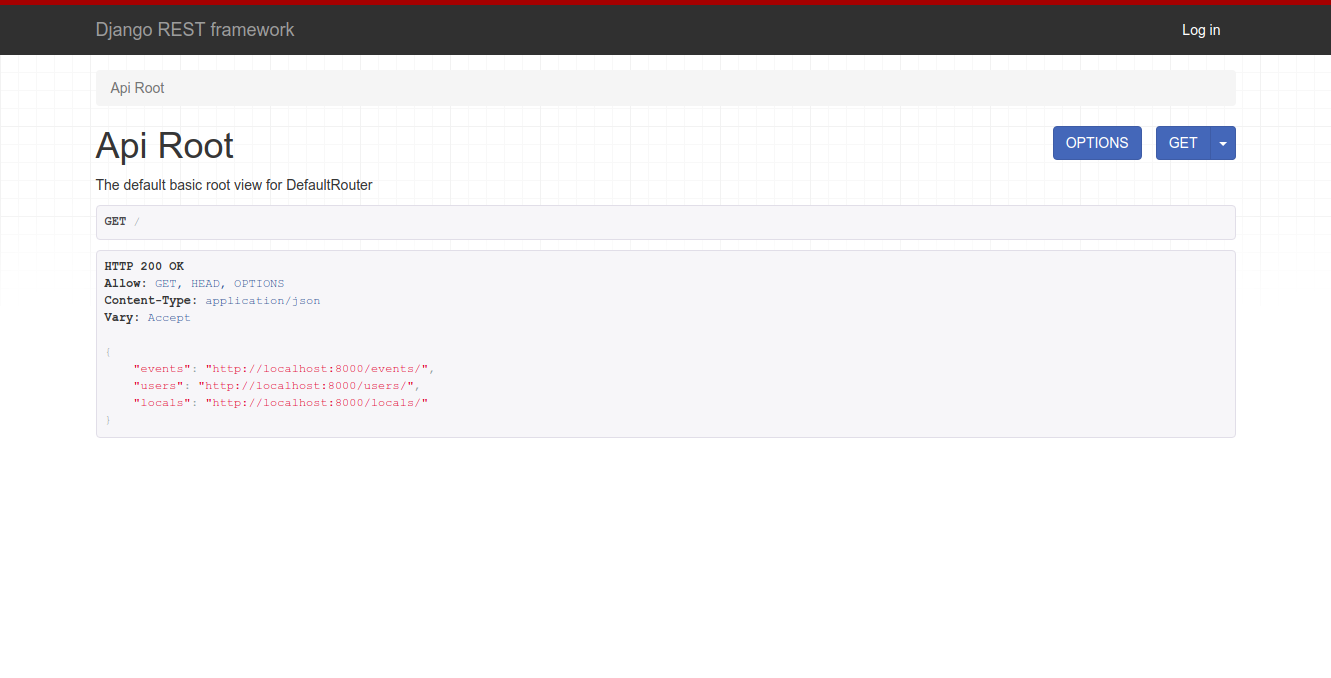 Django REST framework
Log in
Api Root
Api Root
OPTIONS
GET
The default basic root view for DefaultRouter
GET /
HTTP 200 OK
Allow: GET, HEAD, OPTIONS
Content-Type: application/json
Vary: Accept
{
    "events": "http://localhost:8000/events/",
    "users": "http://localhost:8000/users/",
    "locals": "http://localhost:8000/locals/"
}